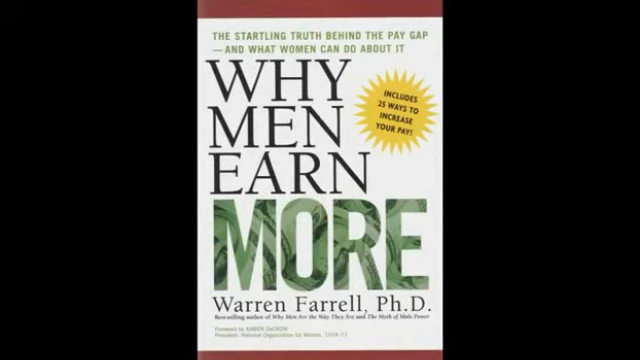 THE STARTLING TRUTH BEHIND THE PAY GAP
—AND WHAT WOMEN CAN DO ABOUT IT
WHY
MEN
EARN
MORE
INCLUDES
25 WAYS TO
INCREASE
YOUR PAY!
Warren Farrell, Ph.D.
Best-selling author of Why Men Are the Way They Are and The Myth of Male Power
Foreword by KAREN DeCROW
President, National Organization for Women, 1974-77